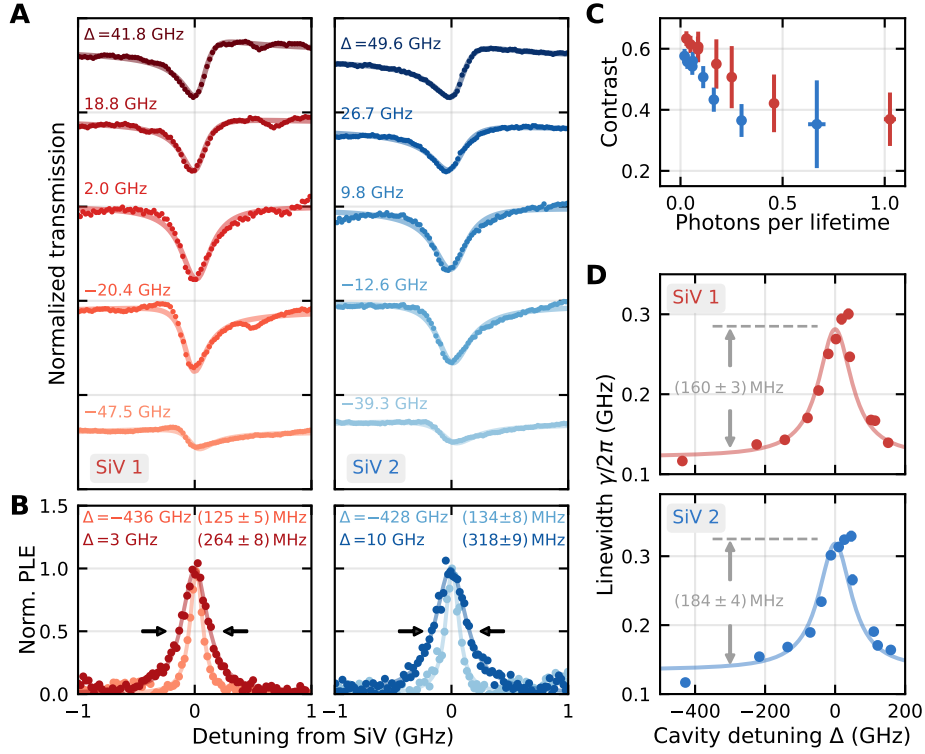 A
Normalized transmission
Δ=41.8 GHz
18.8 GHz
2.0 GHz
−20.4 GHz
−47.5 GHz
SiV 1
Δ=49.6 GHz
26.7 GHz
9.8 GHz
−12.6 GHz
−39.3 GHz
SiV 2
B
Norm. PLE
1.5
1.0
0.5
0.0
Δ=−436 GHz (125 ± 5) MHz
Δ=3 GHz (264 ± 8) MHz
−1 0 1
Δ=−428 GHz (134±8) MHz
Δ=10 GHz (318±9) MHz
−1 0 1
Detuning from SiV (GHz)
C
Contrast
0.6
0.4
0.2
0.0 0.5 1.0
Photons per lifetime
D
Linewidth γ/2π (GHz)
0.3
0.2
0.1
SiV 1
(160 ± 3) MHz
0.3
0.2
0.1
SiV 2
(184 ± 4) MHz
−400 −200 0 200
Cavity detuning Δ (GHz)